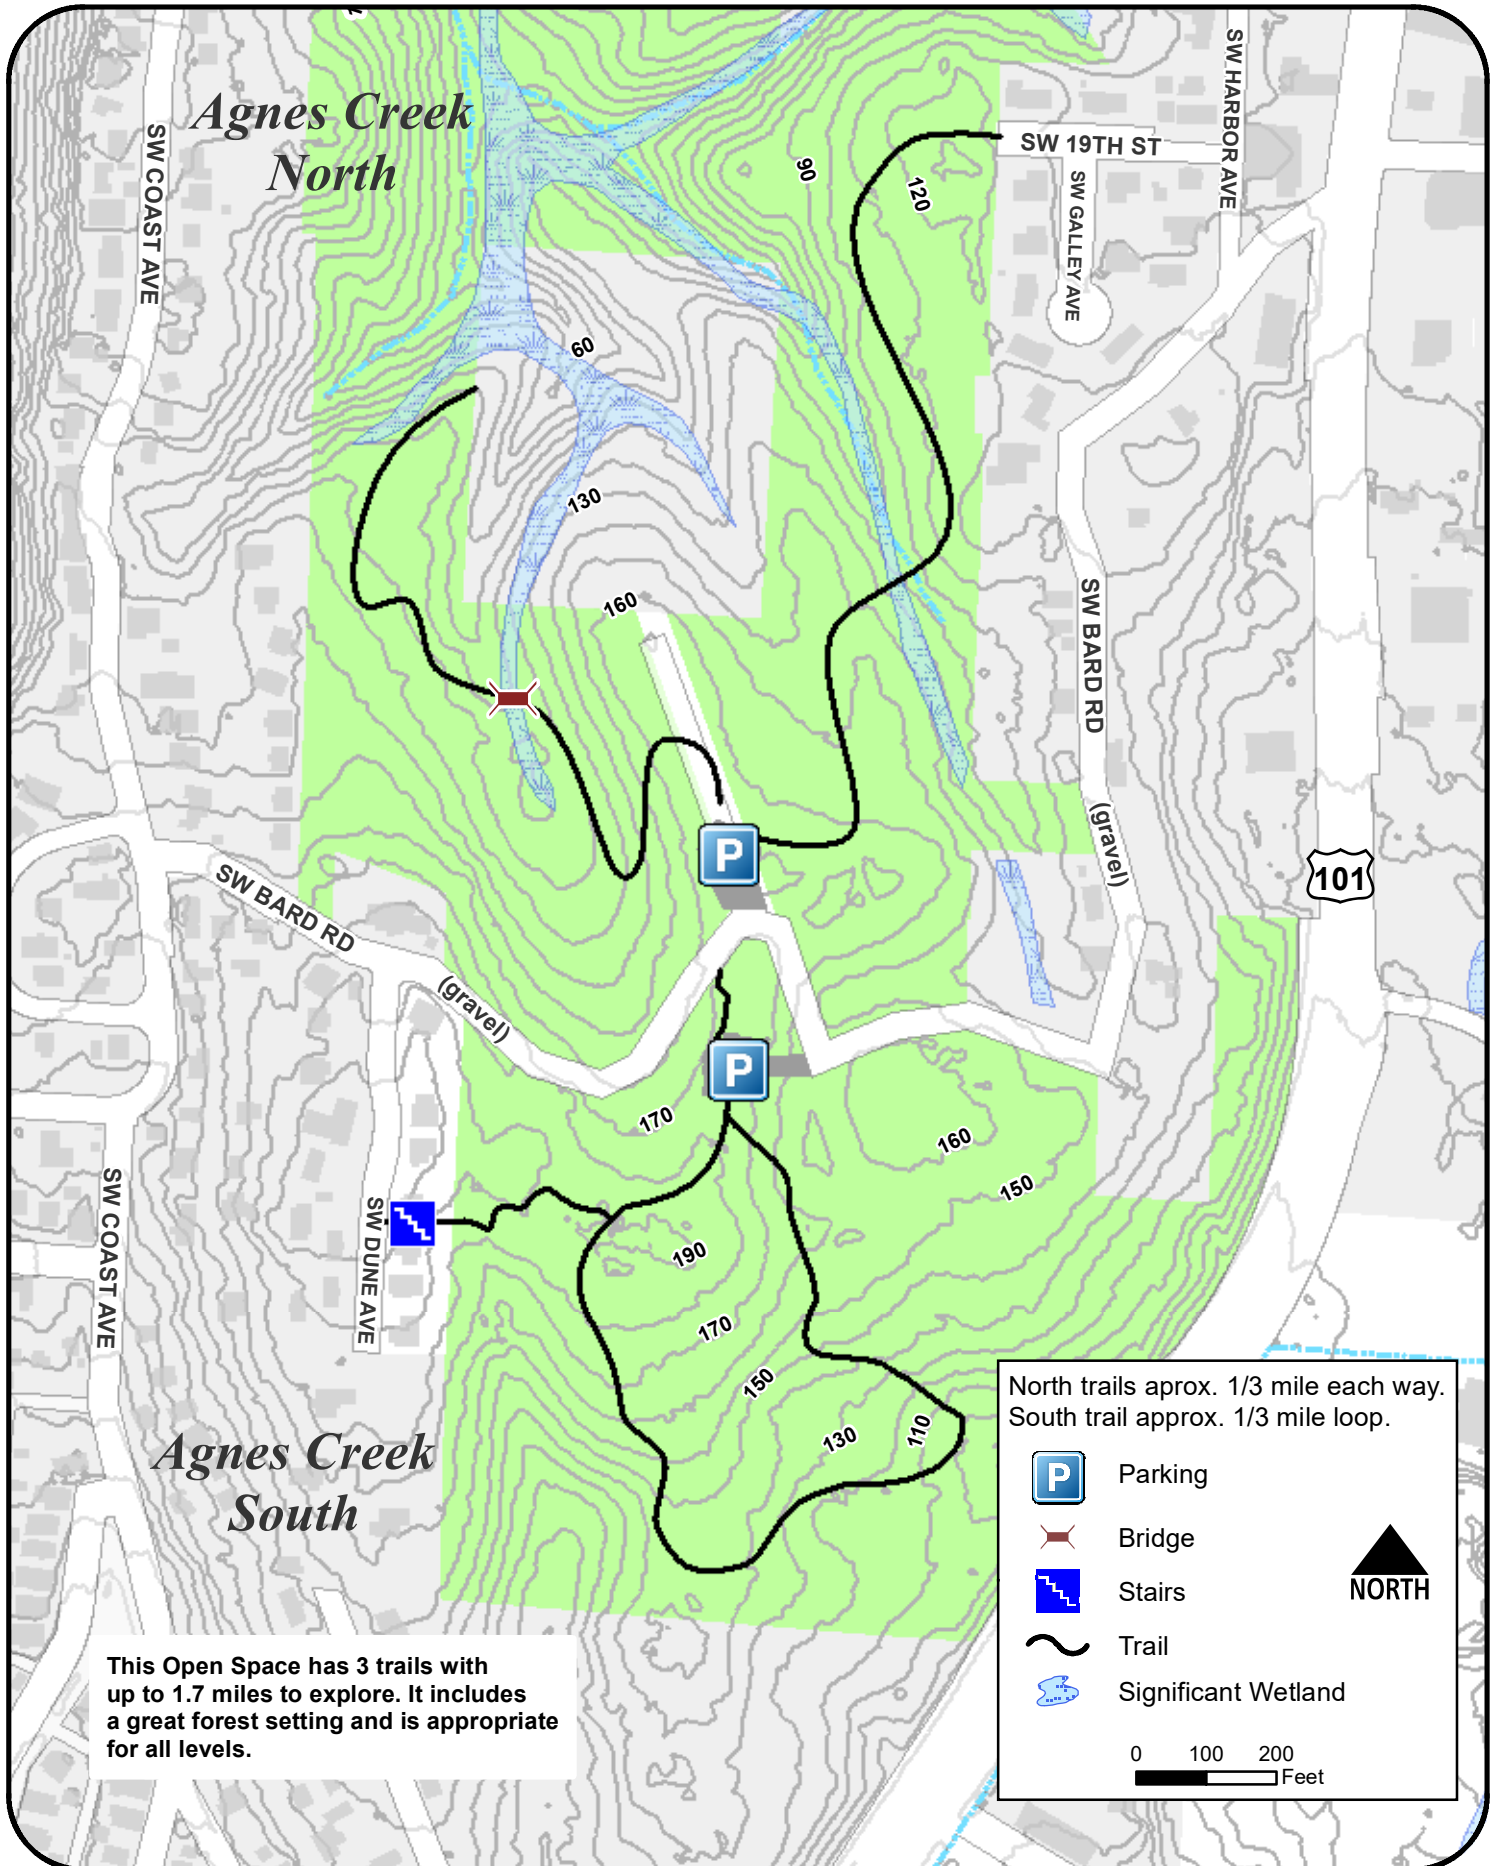 Agnes Creek
North
SW COAST AVE
90
120
SW 19TH ST
SW HARBOR AVE
SW GALLEY AVE
60
130
160
SW BARD RD
(gravel)
101
P
SW BARD RD
(gravel)
P
170
160
150
SW COAST AVE
SW DUNE AVE
190
170
150
130
110
Agnes Creek
South
North trails aprox. 1/3 mile each way.
South trail approx. 1/3 mile loop.
P Parking
Bridge
Stairs
Trail
Significant Wetland
NORTH
0 100 200
Feet
This Open Space has 3 trails with
up to 1.7 miles to explore. It includes
a great forest setting and is appropriate
for all levels.